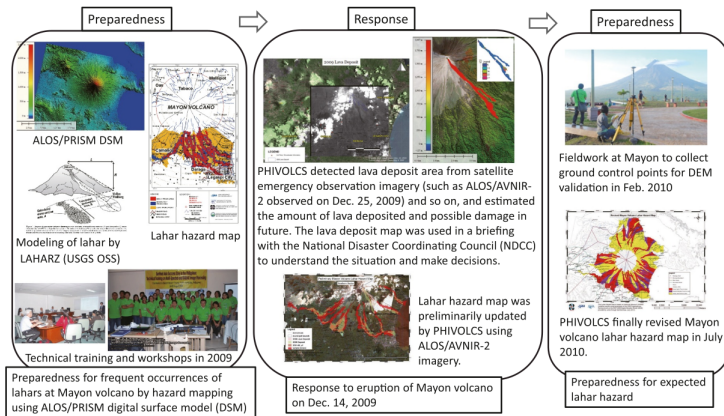 Preparedness
ALOS/PRISM DSM
MAYON VOLCANO
Modeling of lahar by
LAHARZ (USGS OSS)
Lahar hazard map
Technical training and workshops in 2009
Preparedness for frequent occurrences of
lahars at Mayon volcano by hazard mapping
using ALOS/PRISM digital surface model (DSM)
Response
2009 Lava Deposit
PHIVOLCS detected lava deposit area from satellite
emergency observation imagery (such as ALOS/AVNIR-
2 observed on Dec. 25, 2009) and so on, and estimated
the amount of lava deposited and possible damage in
future. The lava deposit map was used in a briefing
with the National Disaster Coordinating Council (NDCC)
to understand the situation and make decisions.
Lahar hazard map was
preliminarily updated
by PHIVOLCS using
ALOS/AVNIR-2
imagery.
Response to eruption of Mayon volcano
on Dec. 14, 2009
Preparedness
Fieldwork at Mayon to collect
ground control points for DEM
validation in Feb. 2010
PHIVOLCS finally revised Mayon
volcano lahar hazard map in July
2010.
Preparedness for expected
lahar hazard